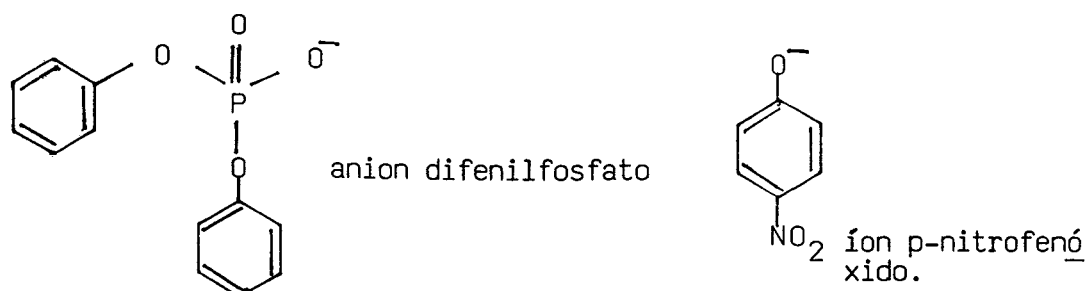 O
O
O⁻
P
O
anion difenilfosfato
O⁻
NO₂ íon p-nitrofenó
xido.